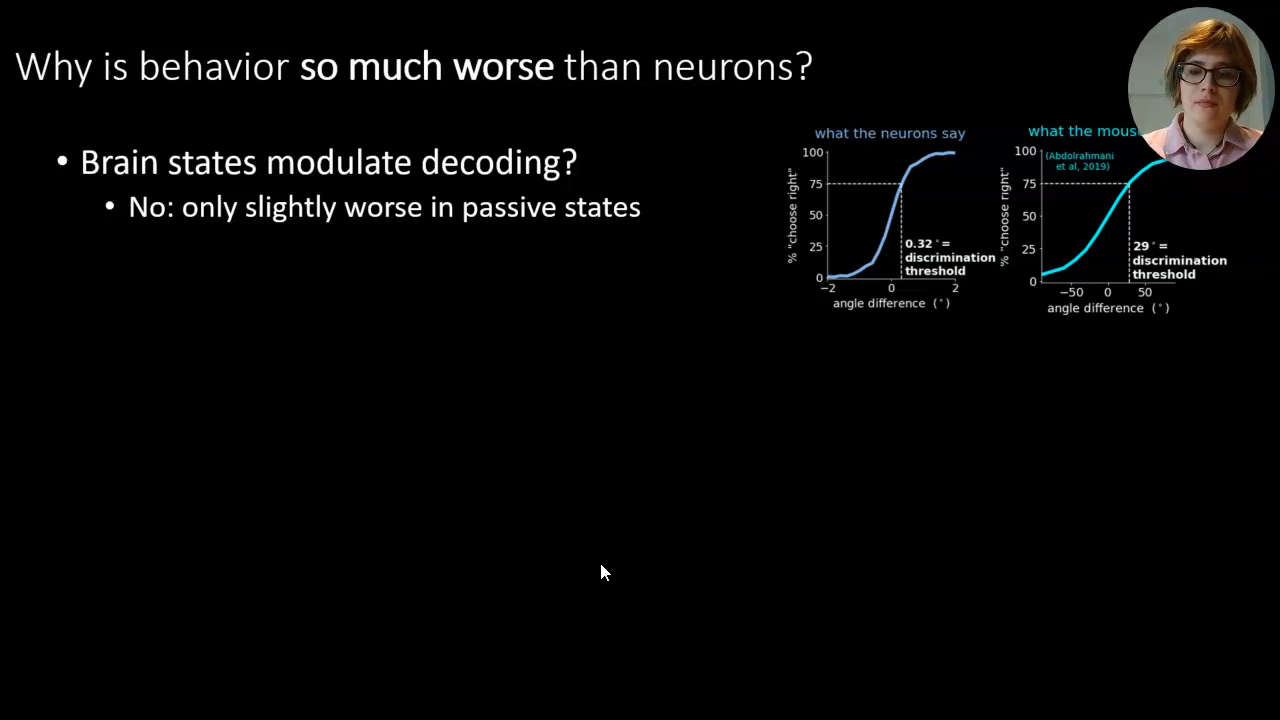 Why is behavior so much worse than neurons?
• Brain states modulate decoding?
• No: only slightly worse in passive states
what the neurons say
100
75
50
25
0
% "choose right"
0.32°=
discrimination
threshold
−2
0
2
angle difference (°)
what the mous
(Abdolrahmani
et al, 2019)
100
75
50
25
0
% "choose right"
29°=
discrimination
threshold
−50
0
50
angle difference (°)